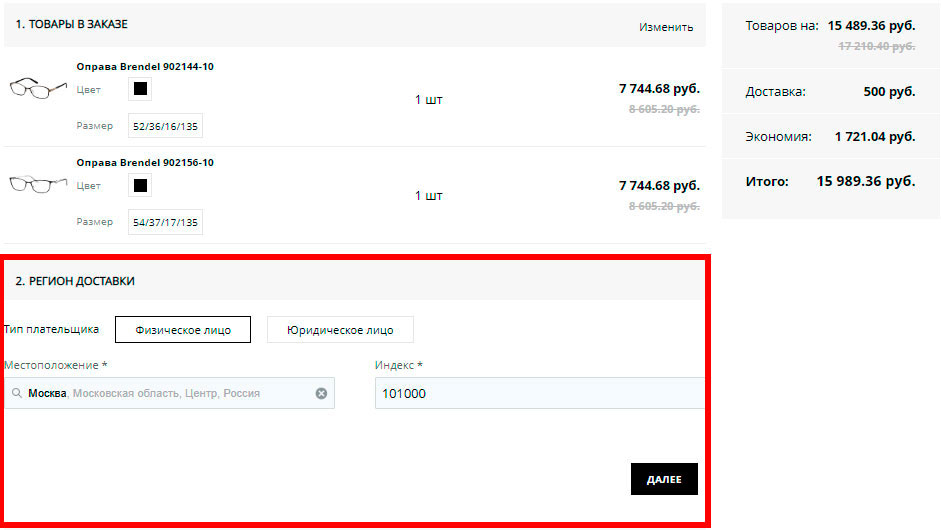 1. ТОВАРЫ В ЗАКАЗЕ
Изменить
Оправа Brendel 902144-10
Цвет
Размер
52/36/16/135
1 шт
7 744.68 руб.
8 605.20 руб.
Оправа Brendel 902156-10
Цвет
Размер
54/37/17/135
1 шт
7 744.68 руб.
8 605.20 руб.
Товаров на: 15 489.36 руб.
17 210.40 руб.
Доставка: 500 руб.
Экономия: 1 721.04 руб.
Итого: 15 989.36 руб.
2. РЕГИОН ДОСТАВКИ
Тип плательщика Физическое лицо Юридическое лицо
Местоположение * Индекс *
Москва, Московская область, Центр, Россия 101000
ДАЛЕЕ